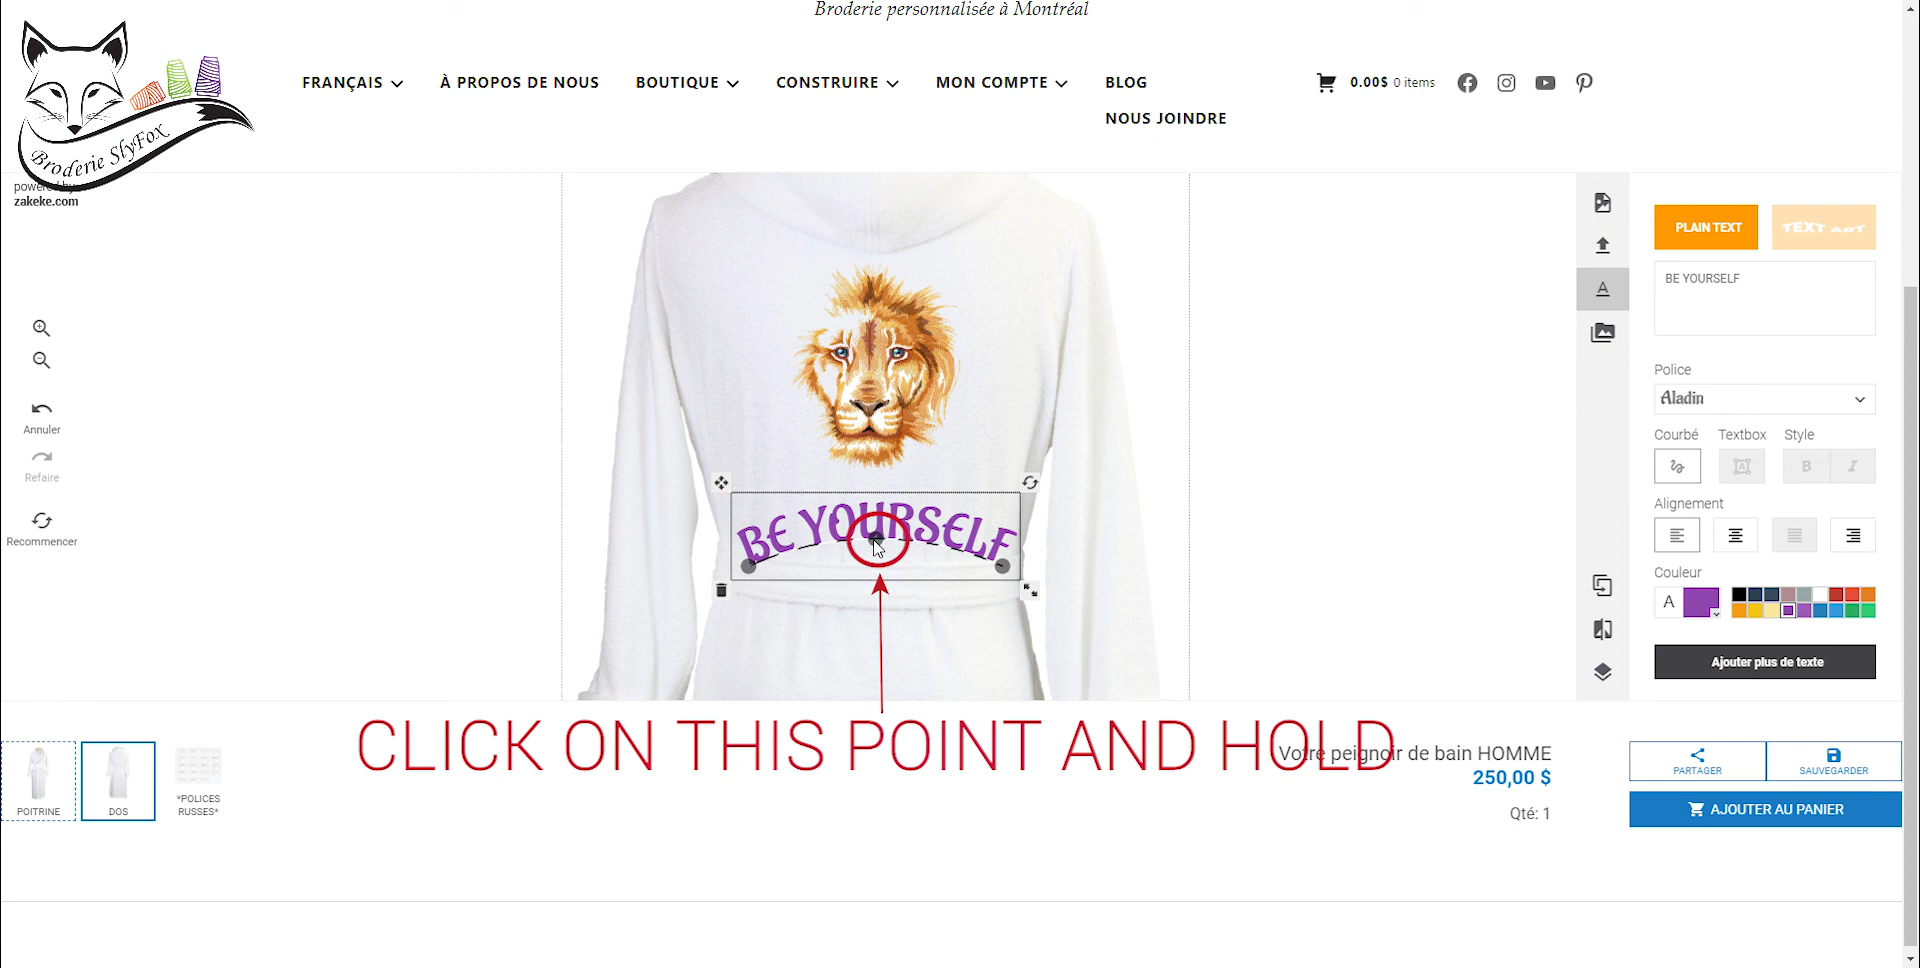 Broderie personnalisée à Montréal
Broderie SlyFox
FRANÇAIS
À PROPOS DE NOUS
BOUTIQUE
CONSTRUIRE
MON COMPTE
BLOG
NOUS JOINDRE
0.00$ 0 items
powered by
zakeke.com
Annuler
Refaire
Recommencer
BE YOURSELF
PLAIN TEXT
TEXT ART
BE YOURSELF
Police
Aladin
Courbé Textbox Style
B I
Alignement
Couleur
A
Ajouter plus de texte
CLICK ON THIS POINT AND HOLD
POITRINE
DOS
*POLICES
RUSSES*
Votre peignoir de bain HOMME
250,00 $
Qté: 1
PARTAGER
SAUVEGARDER
AJOUTER AU PANIER